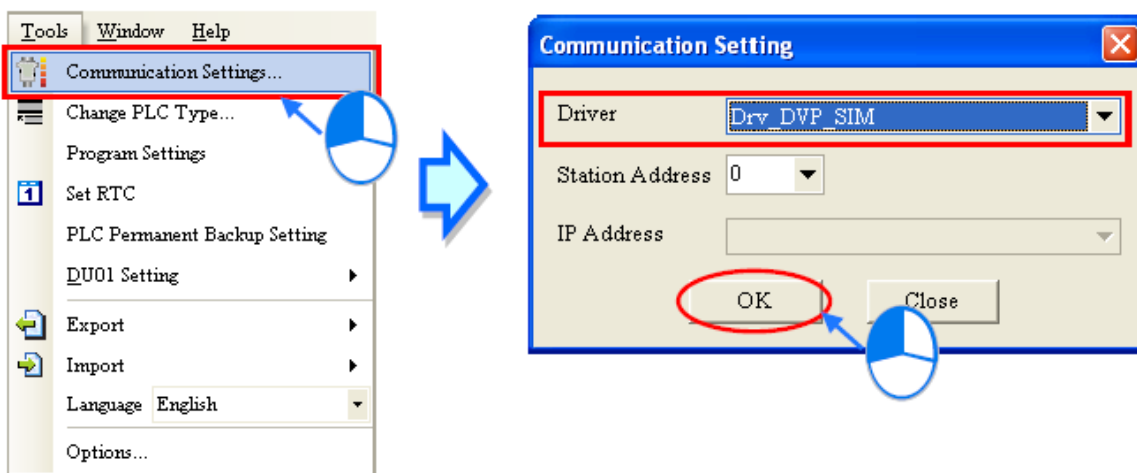 Tools Window Help
Communication Settings...
Change PLC Type...
Program Settings
1 Set RTC
PLC Permanent Backup Setting
DU01 Setting
Export
Import
Language English
Options...
Communication Setting
Driver Drv_DVP_SIM
Station Address 0
IP Address
OK Close